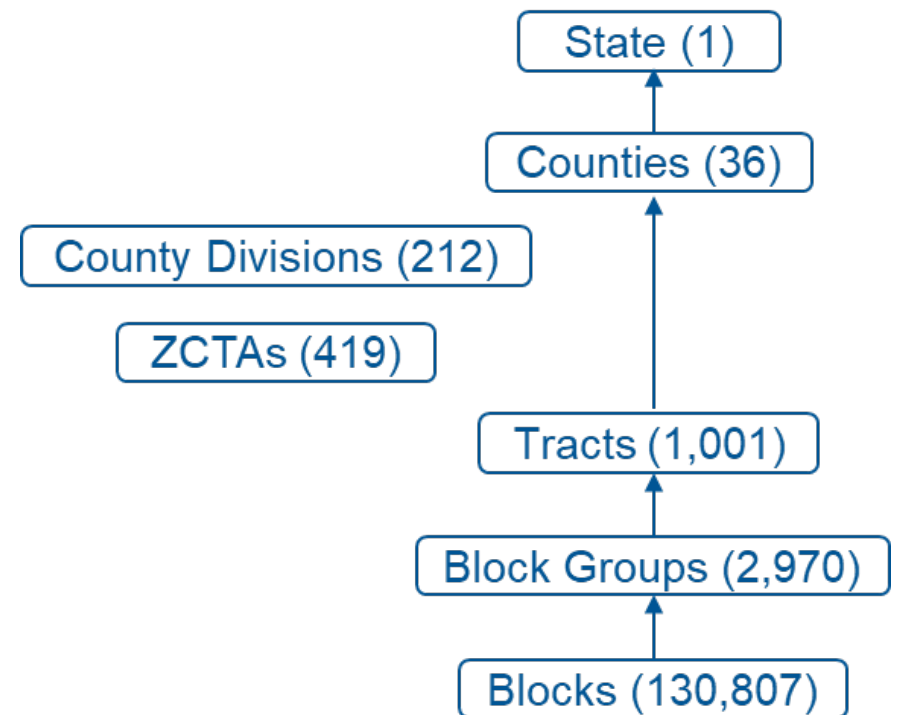 State (1)
Counties (36)
County Divisions (212)
ZCTAs (419)
Tracts (1,001)
Block Groups (2,970)
Blocks (130,807)